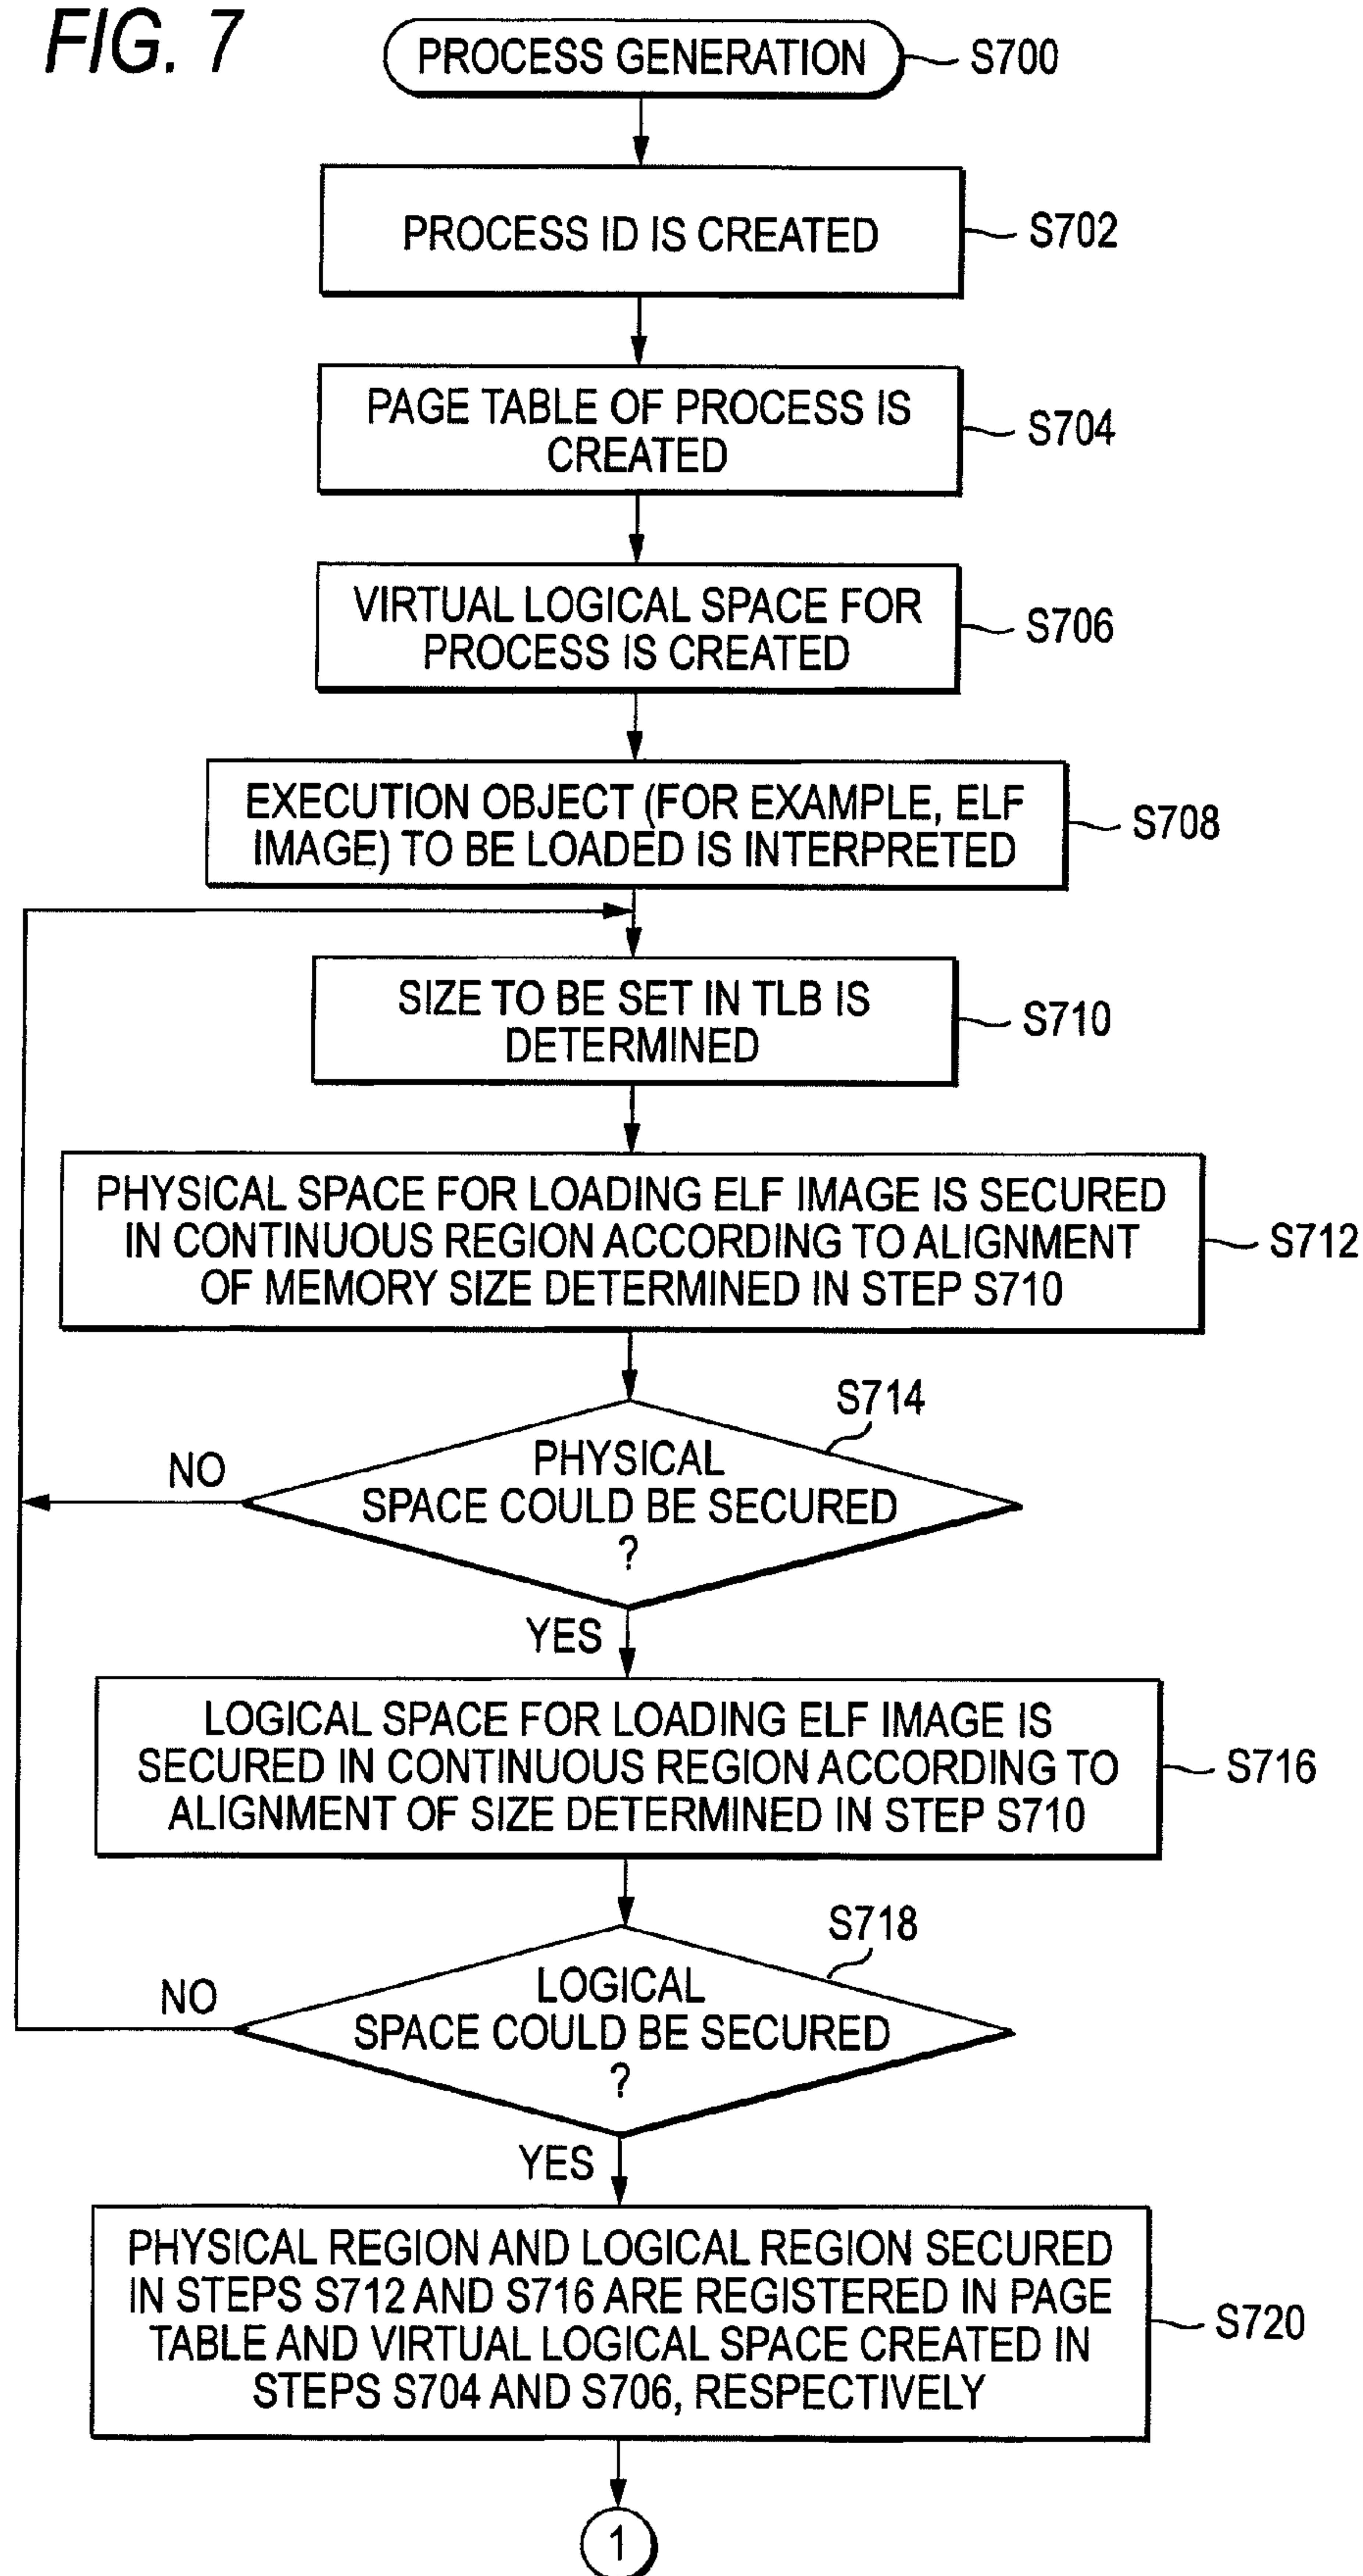 FIG. 7
PROCESS GENERATION
S700
PROCESS ID IS CREATED
S702
PAGE TABLE OF PROCESS IS
CREATED
S704
VIRTUAL LOGICAL SPACE FOR
PROCESS IS CREATED
S706
EXECUTION OBJECT (FOR EXAMPLE, ELF
IMAGE) TO BE LOADED IS INTERPRETED
S708
SIZE TO BE SET IN TLB IS
DETERMINED
S710
PHYSICAL SPACE FOR LOADING ELF IMAGE IS SECURED
IN CONTINUOUS REGION ACCORDING TO ALIGNMENT
OF MEMORY SIZE DETERMINED IN STEP S710
S712
S714
PHYSICAL
SPACE COULD BE SECURED
?
NO
YES
LOGICAL SPACE FOR LOADING ELF IMAGE IS
SECURED IN CONTINUOUS REGION ACCORDING TO
ALIGNMENT OF SIZE DETERMINED IN STEP S710
S716
S718
LOGICAL
SPACE COULD BE SECURED
?
NO
YES
PHYSICAL REGION AND LOGICAL REGION SECURED
IN STEPS S712 AND S716 ARE REGISTERED IN PAGE
TABLE AND VIRTUAL LOGICAL SPACE CREATED IN
STEPS S704 AND S706, RESPECTIVELY
S720
1